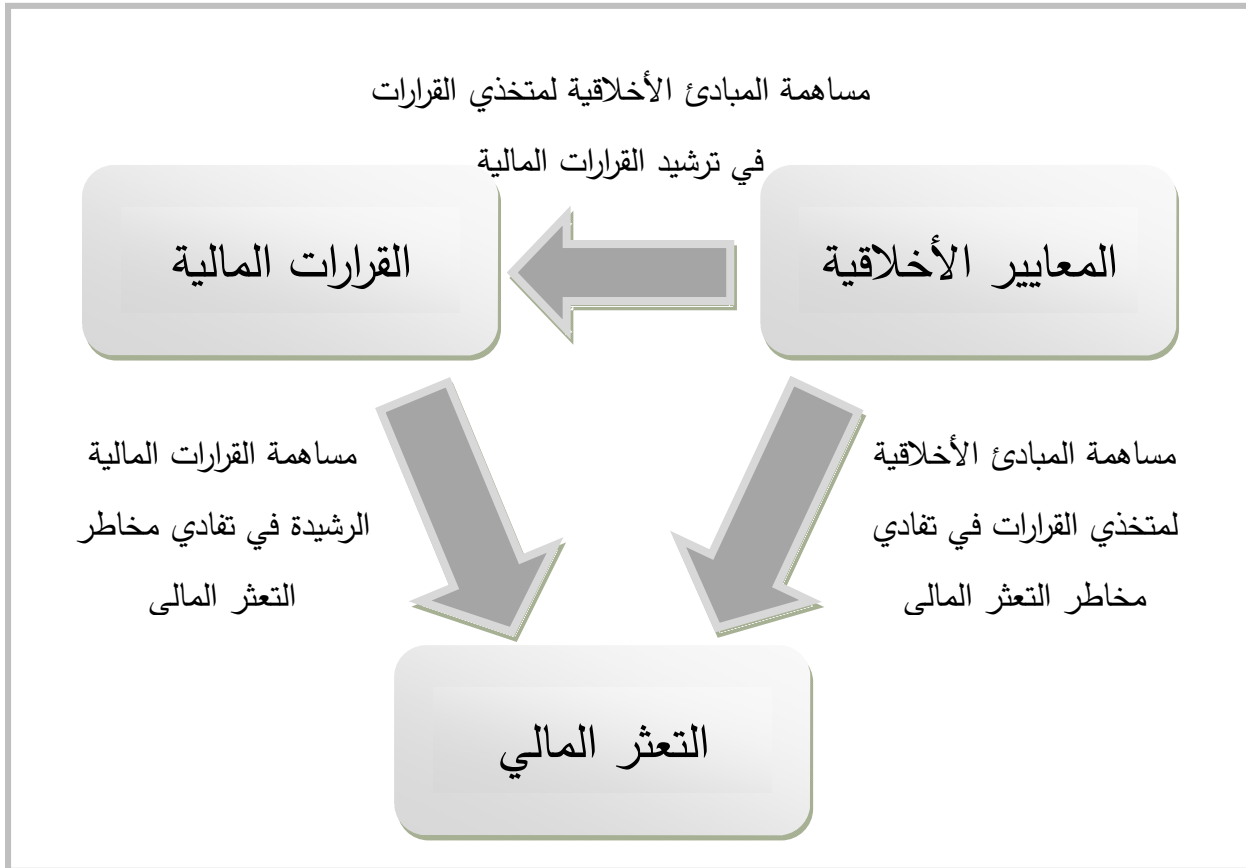 مساهمة المبادئ الأخلاقية لمتخذي القرارات
في ترشيد القرارات المالية
المعايير الأخلاقية
القرارات المالية
مساهمة المبادئ الأخلاقية
لمتخذي القرارات في تفادي
مخاطر التعثر المالى
مساهمة القرارات المالية
الرشيدة في تفادي مخاطر
التعثر المالى
التعثر المالي